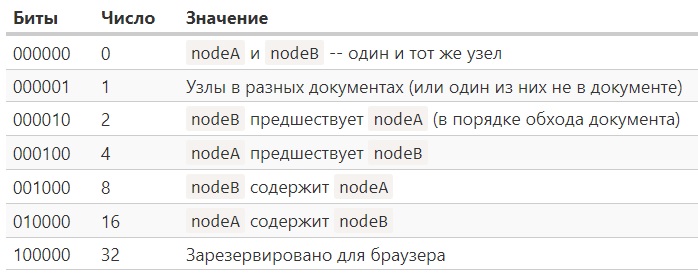 Биты Число Значение
000000 0 nodeA и nodeB -- один и тот же узел
000001 1 Узлы в разных документах (или один из них не в документе)
000010 2 nodeB предшествует nodeA (в порядке обхода документа)
000100 4 nodeA предшествует nodeB
001000 8 nodeB содержит nodeA
010000 16 nodeA содержит nodeB
100000 32 Зарезервировано для браузера